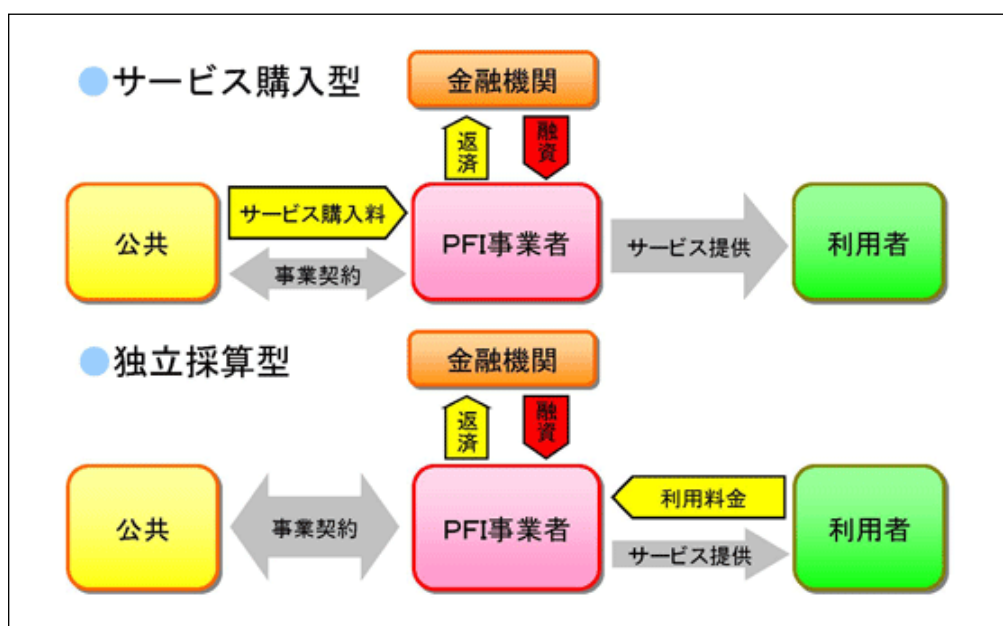 サービス購入型
金融機関
返済
融資
公共
サービス購入料
事業契約
PFI事業者
サービス提供
利用者
独立採算型
金融機関
返済
融資
公共
事業契約
PFI事業者
利用料金
サービス提供
利用者